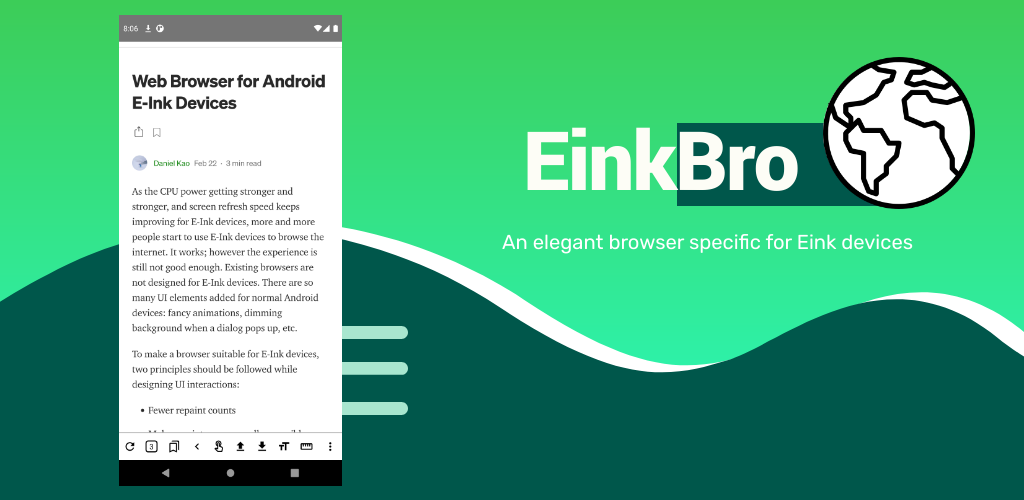 8:06
Web Browser for Android
E-Ink Devices
Daniel Kao Feb 22 · 3 min read
As the CPU power getting stronger and
stronger, and screen refresh speed keeps
improving for E-Ink devices, more and more
people start to use E-Ink devices to browse the
internet. It works; however the experience is
still not good enough. Existing browsers are
not designed for E-Ink devices. There are so
many UI elements added for normal Android
devices: fancy animations, dimming
background when a dialog pops up, etc.
To make a browser suitable for E-Ink devices,
two principles should be followed while
designing UI interactions:
• Fewer repaint counts
3
EinkBro
An elegant browser specific for Eink devices